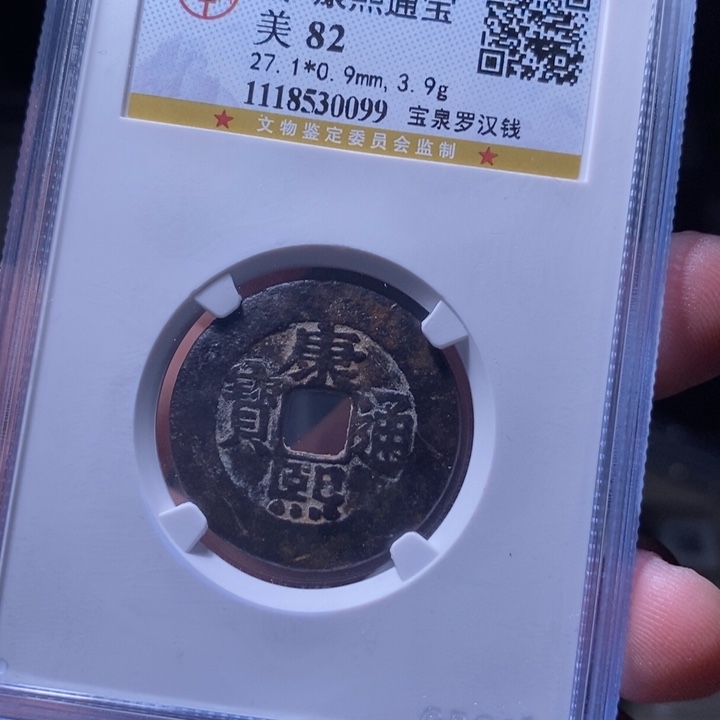 康熙通宝
美 82
27.1*0.9mm, 3.9g
1118530099 宝泉罗汉钱
★ 文物鉴定委员会监制 ★
康熙通寶